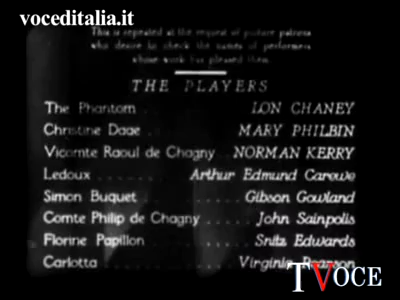 voceditalia.it
This is repeated at the request of picture patrons
who desire to check the names of performers
whose work has pleased them.
THE PLAYERS
The Phantom . . LON CHANEY
Christine Daae . . . MARY PHILBIN
Vicomte Raoul de Chagny . . NORMAN KERRY
Ledoux . . . Arthur Edmund Carewe
Simon Buquet . . . Gibson Gowland
Comte Philip de Chagny . . . John Sainpolis
Florine Papillon . . . Snitz Edwards
Carlotta . . . Virginia Pearson
TVOCE